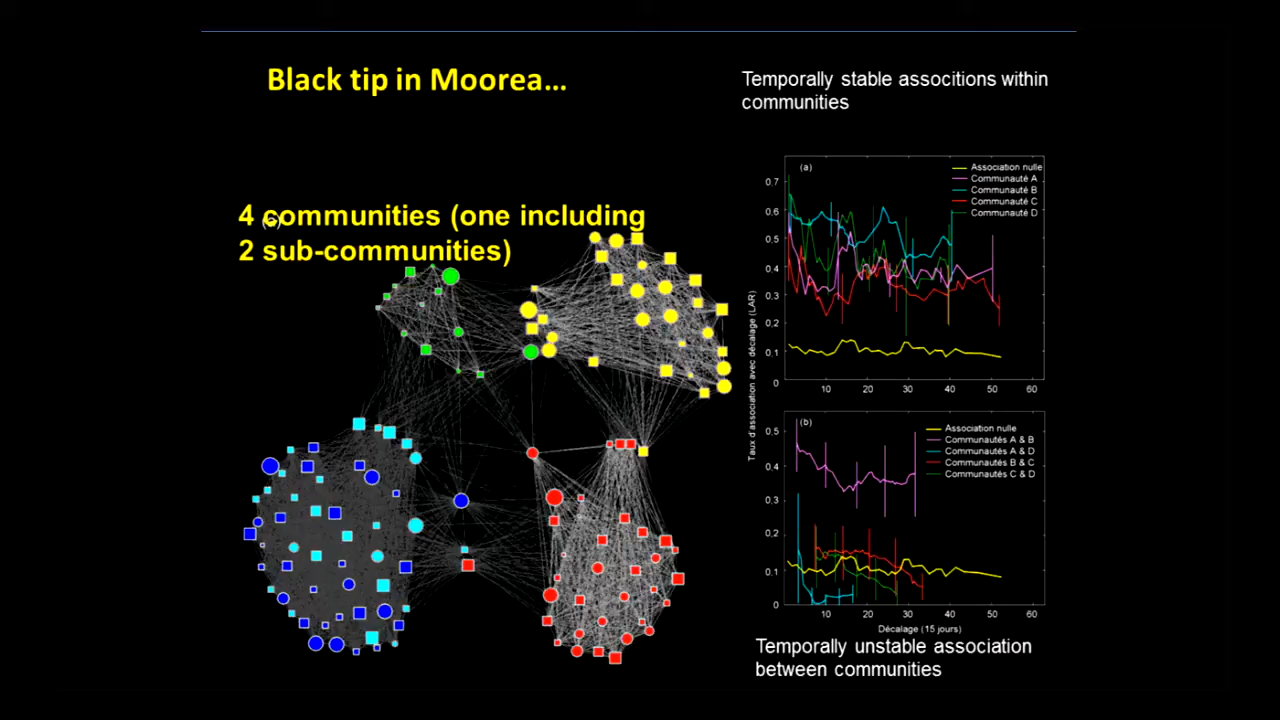 Black tip in Moorea...
Temporally stable associtions within
communities
4 communities (one including
2 sub-communities)
(a)
Association nulle
Communauté A
Communauté B
Communauté C
Communauté D
0,7
0,6
0,5
0,4
0,3
0,2
0,1
0
10
20
30
40
50
60
Taux d'association avec décalage (LAR)
(b)
Association nulle
Communautés A & B
Communautés A & D
Communautés B & C
Communautés C & D
0,5
0,4
0,3
0,2
0,1
0
10
20
30
40
50
60
Décalage (15 jours)
Temporally unstable association
between communities